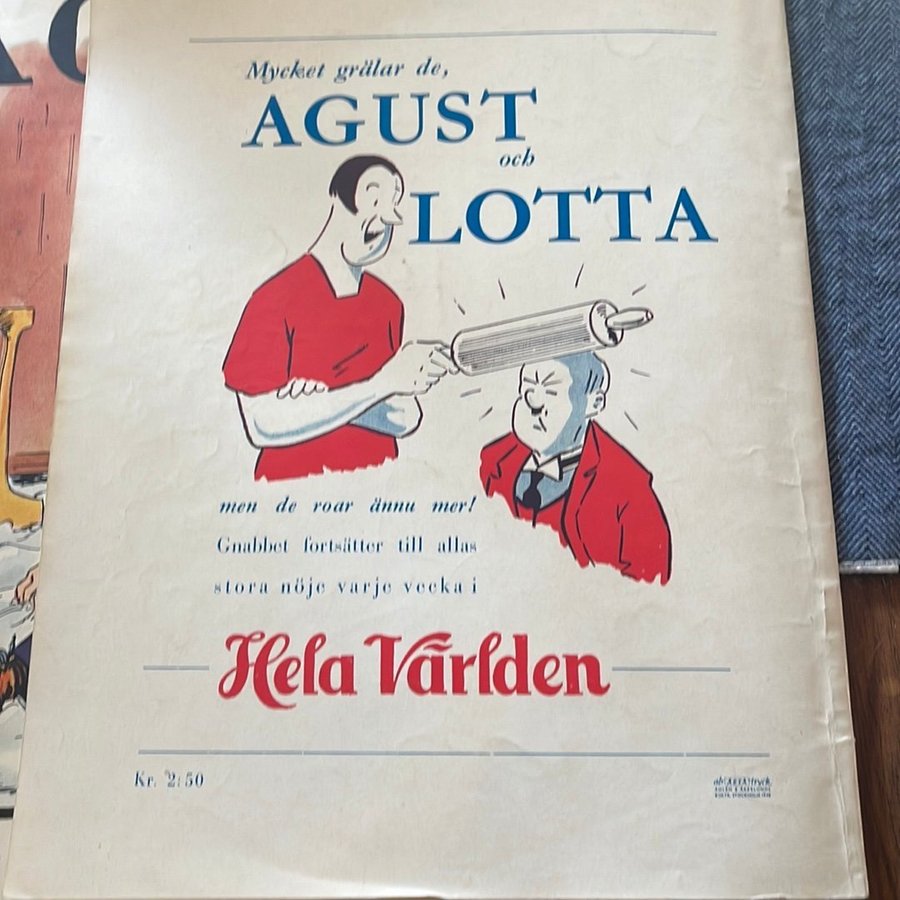 Mycket grälar de,
AGUST
och
LOTTA
men de roar ännu mer!
Gnabbet fortsätter till allas
stora nöje varje vecka i
Hela Världen
Kr. 2:50